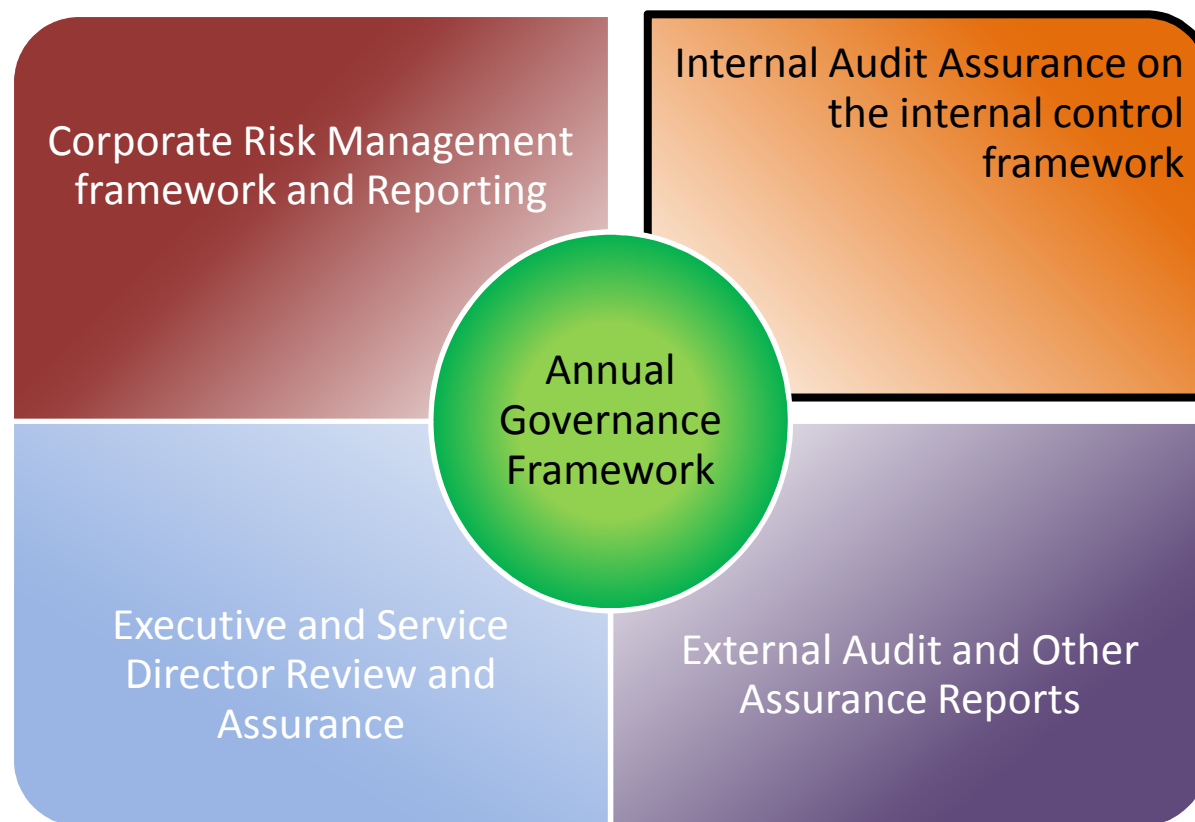 Corporate Risk Management
framework and Reporting
Internal Audit Assurance on
the internal control
framework
Annual
Governance
Framework
Executive and Service
Director Review and
Assurance
External Audit and Other
Assurance Reports